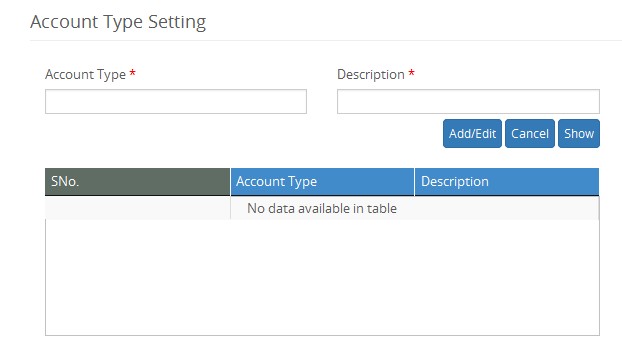 Account Type Setting
Account Type * Description *
Add/Edit Cancel Show
SNo. Account Type Description
No data available in table